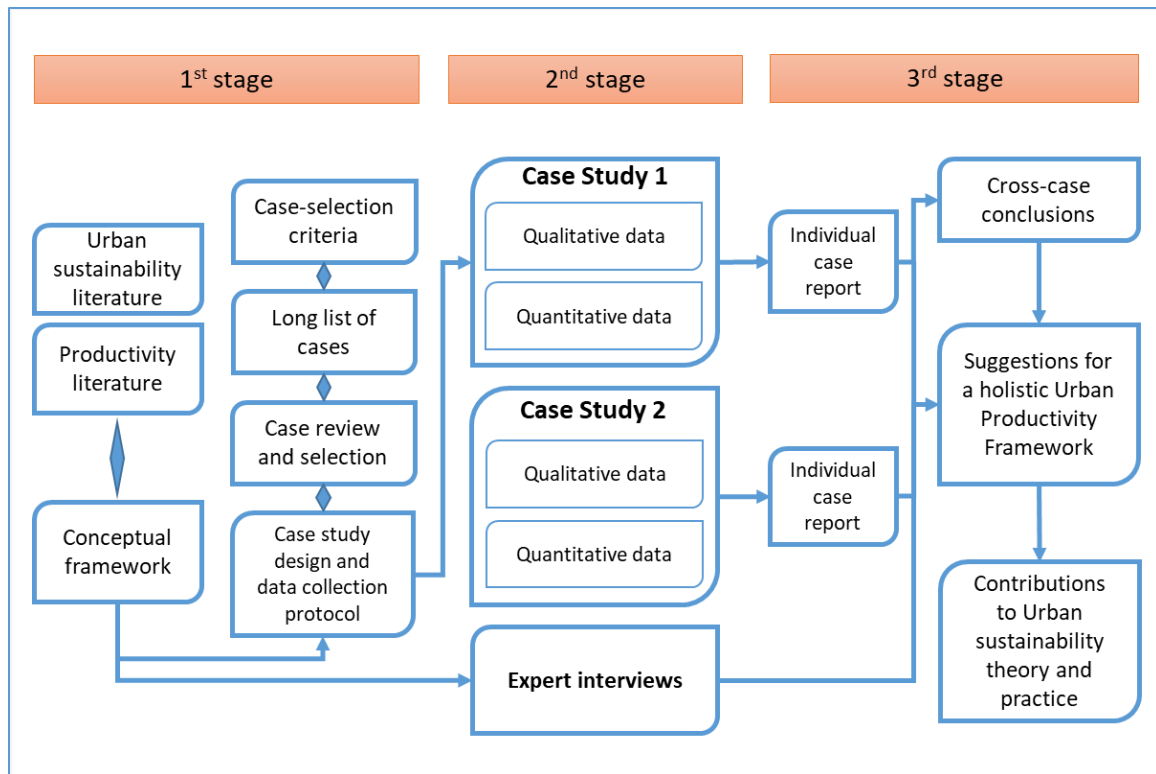 1st stage
2nd stage
3rd stage
Urban
sustainability
literature
Productivity
literature
Conceptual
framework
Case-selection
criteria
Long list of
cases
Case review
and selection
Case study
design and
data collection
protocol
Case Study 1
Qualitative data
Quantitative data
Case Study 2
Qualitative data
Quantitative data
Expert interviews
Individual
case
report
Individual
case
report
Cross-case
conclusions
Suggestions for
a holistic Urban
Productivity
Framework
Contributions
to Urban
sustainability
theory and
practice